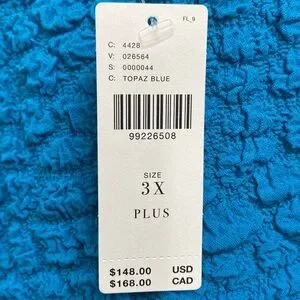 FL_9
C: 4428
V: 026564
S: 0000044
C: TOPAZ BLUE
99226508
SIZE
3X
PLUS
$148.00 USD
$168.00 CAD